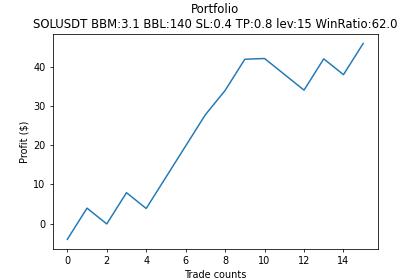 Portfolio
SOLUSDT BBM:3.1 BBL:140 SL:0.4 TP:0.8 lev:15 WinRatio:62.0
40
30
20
10
0
Profit ($)
0 2 4 6 8 10 12 14
Trade counts